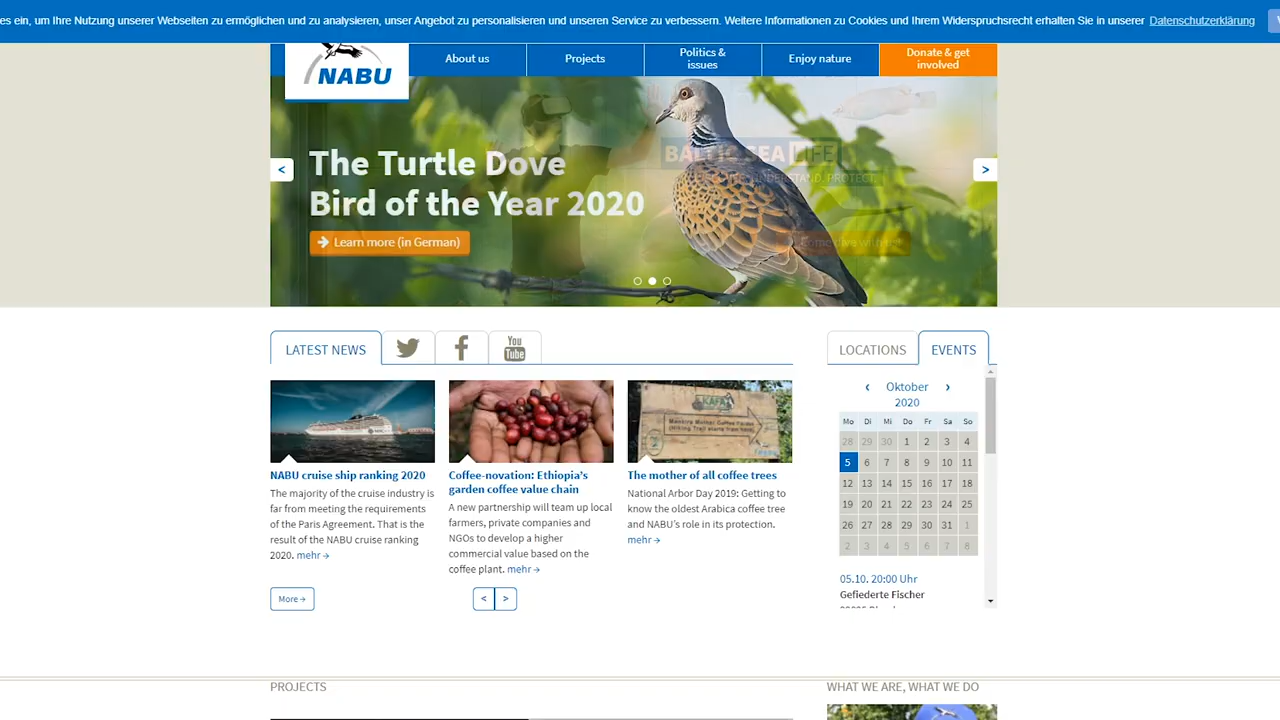 es ein, um Ihre Nutzung unserer Webseiten zu ermöglichen und zu analysieren, unser Angebot zu personalisieren und unseren Service zu verbessern. Weitere Informationen zu Cookies und Ihrem Widerspruchsrecht erhalten Sie in unserer Datenschutzerklärung
NABU
About us
Projects
Politics &
issues
Enjoy nature
Donate & get
involved
The Turtle Dove
Bird of the Year 2020
Learn more (in German)
BALTIC SEA LIFE
UNDERSTAND. PROTECT.
<
>
LATEST NEWS
You
Tube
LOCATIONS
EVENTS
NABU cruise ship ranking 2020
The majority of the cruise industry is
far from meeting the requirements
of the Paris Agreement. That is the
result of the NABU cruise ranking
2020. mehr →
Coffee-novation: Ethiopia's
garden coffee value chain
A new partnership will team up local
farmers, private companies and
NGOs to develop a higher
commercial value based on the
coffee plant. mehr →
KAFA
The mother of all coffee trees
National Arbor Day 2019: Getting to
know the oldest Arabica coffee tree
and NABU's role in its protection.
mehr →
More →
< >
‹ Oktober ›
2020
Mo Di Mi Do Fr Sa So
28 29 30 1 2 3 4
5 6 7 8 9 10 11
12 13 14 15 16 17 18
19 20 21 22 23 24 25
26 27 28 29 30 31 1
2 3 4 5 6 7 8
05.10. 20:00 Uhr
Gefiederte Fischer
PROJECTS
WHAT WE ARE, WHAT WE DO